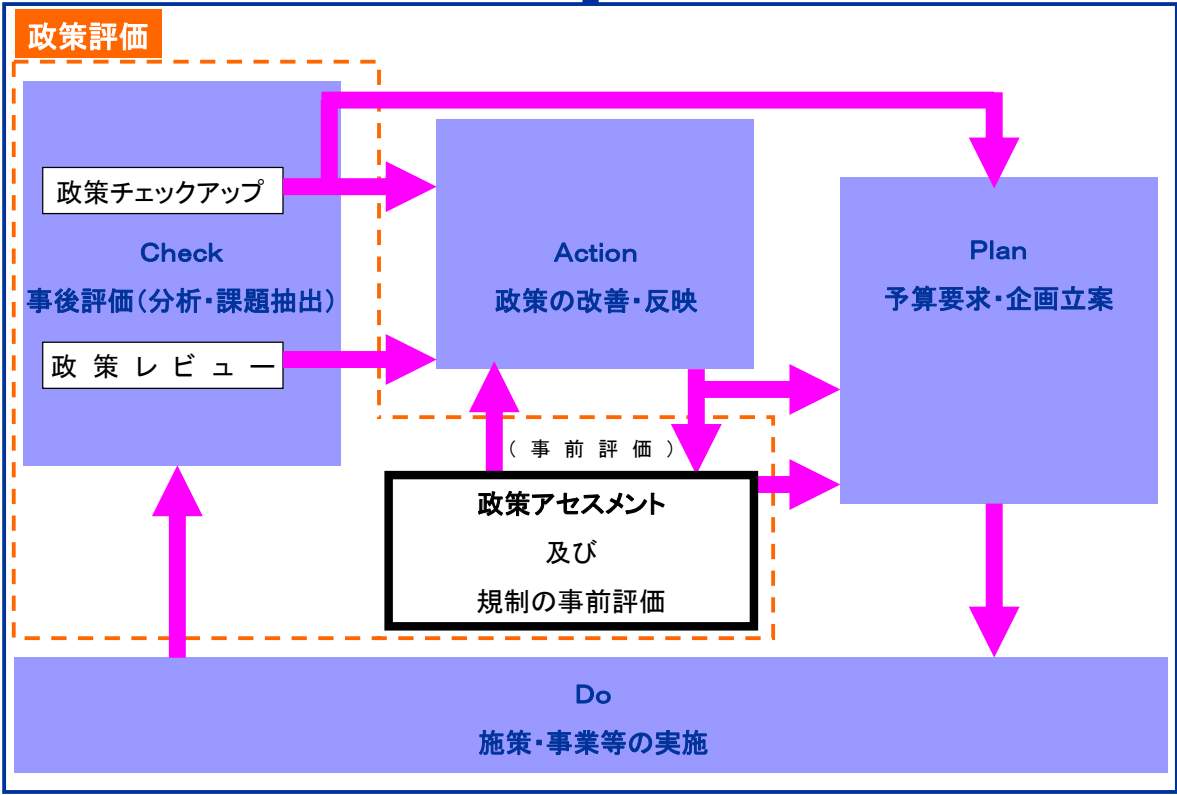 政策評価
政策チェックアップ
Check
事後評価(分析・課題抽出)
政策レビュー
Action
政策の改善・反映
Plan
予算要求・企画立案
(事前評価)
政策アセスメント
及び
規制の事前評価
Do
施策・事業等の実施